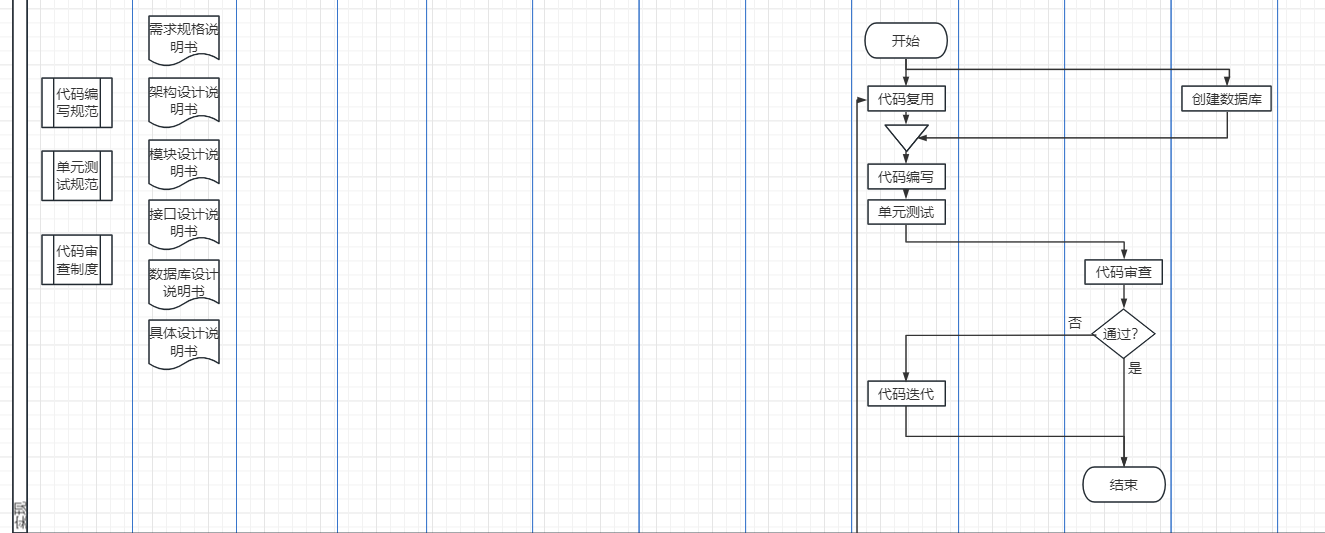 需求规格说
明书
代码编
写规范
架构设计说
明书
单元测
试规范
模块设计说
明书
接口设计说
明书
代码审
查制度
数据库设计
说明书
具体设计说
明书
实现
开始
代码复用
创建数据库
代码编写
单元测试
代码审查
否
通过?
是
代码迭代
结束